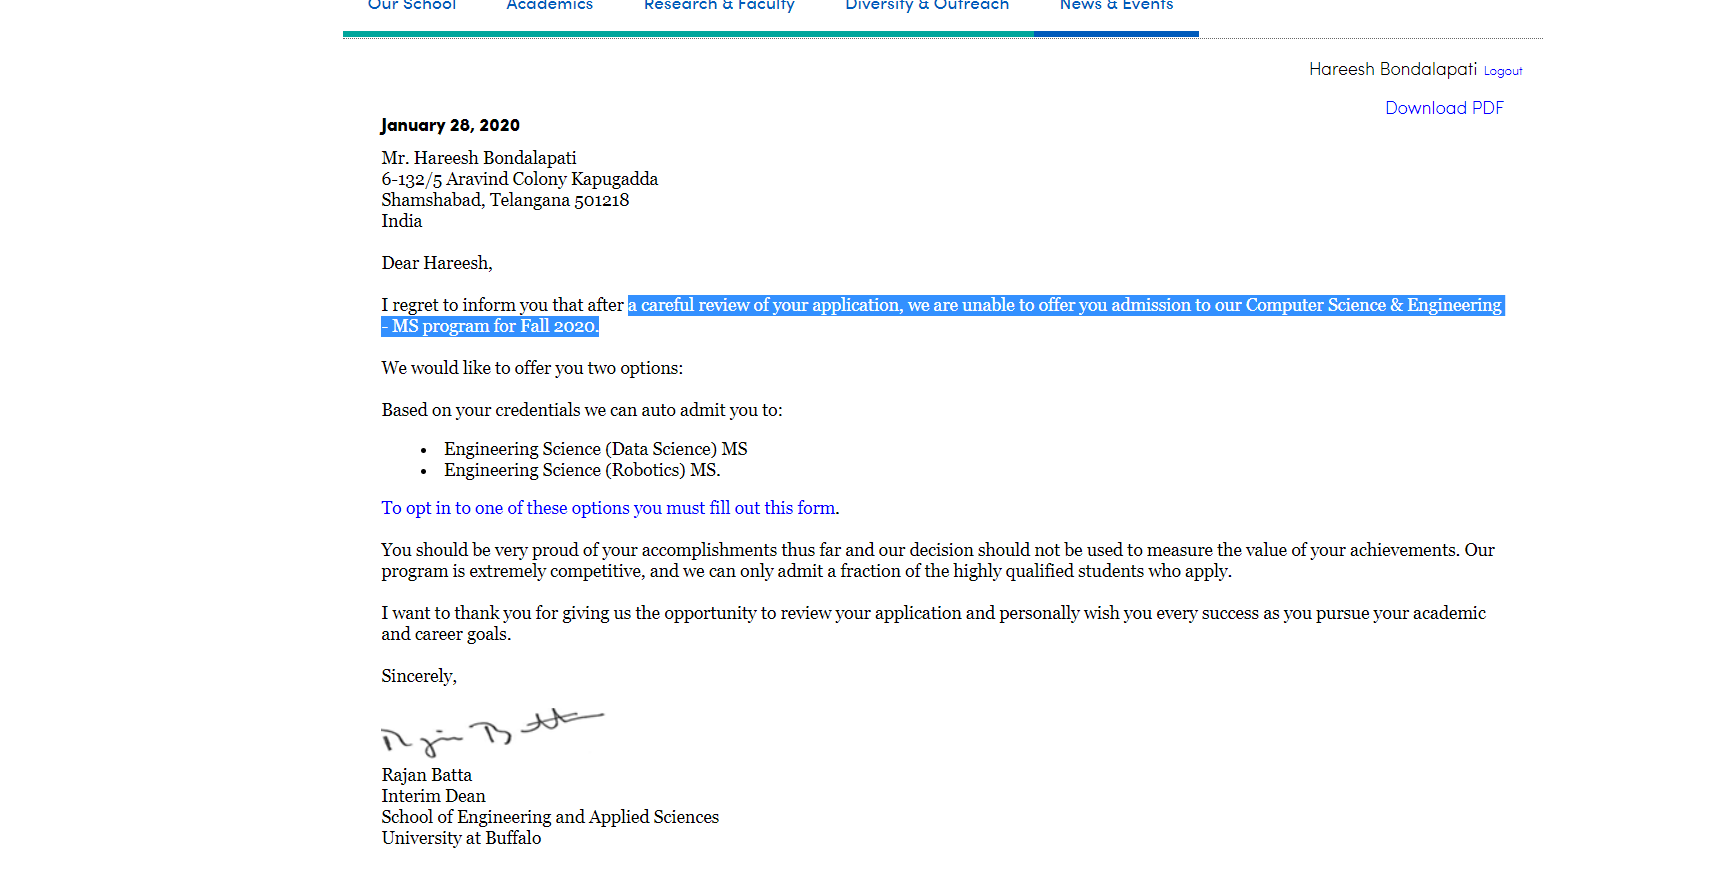 Our School Academics Research & Faculty Diversity & Outreach News & Events
Hareesh Bondalapati Logout
Download PDF
January 28, 2020
Mr. Hareesh Bondalapati
6-132/5 Aravind Colony Kapugadda
Shamshabad, Telangana 501218
India
Dear Hareesh,
I regret to inform you that after a careful review of your application, we are unable to offer you admission to our Computer Science & Engineering
- MS program for Fall 2020.
We would like to offer you two options:
Based on your credentials we can auto admit you to:
• Engineering Science (Data Science) MS
• Engineering Science (Robotics) MS.
To opt in to one of these options you must fill out this form.
You should be very proud of your accomplishments thus far and our decision should not be used to measure the value of your achievements. Our
program is extremely competitive, and we can only admit a fraction of the highly qualified students who apply.
I want to thank you for giving us the opportunity to review your application and personally wish you every success as you pursue your academic
and career goals.
Sincerely,
Rajan Batta
Rajan Batta
Interim Dean
School of Engineering and Applied Sciences
University at Buffalo